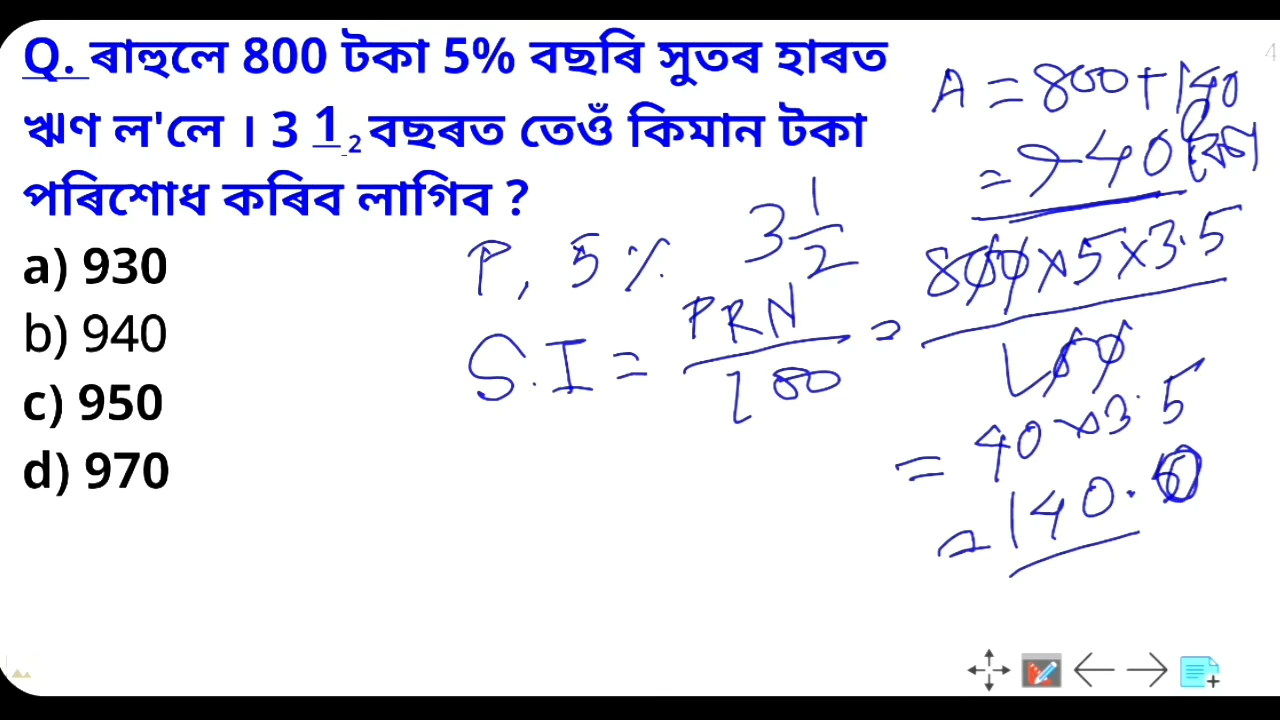 Q. ৰাহুলে 800 টকা 5% বছৰি সুতৰ হাৰত
ঋণ ল'লে । 3 1 2 বছৰত তেওঁ কিমান টকা
পৰিশোধ কৰিব লাগিব ?
a) 930
b) 940
c) 950
d) 970
P, 5 % 3 1/2
S.I = PRN/100 = 800×5×3.5/100
= 40×3.5
= 140.0
A = 800+140
= 940
4